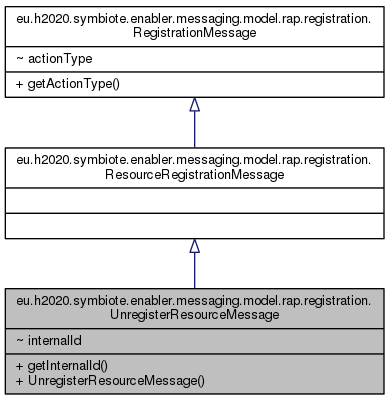 eu.h2020.symbiote.enabler.messaging.model.rap.registration.
RegistrationMessage
~ actionType
+ getActionType()
eu.h2020.symbiote.enabler.messaging.model.rap.registration.
ResourceRegistrationMessage
eu.h2020.symbiote.enabler.messaging.model.rap.registration.
UnregisterResourceMessage
~ internalId
+ getInternalId()
+ UnregisterResourceMessage()